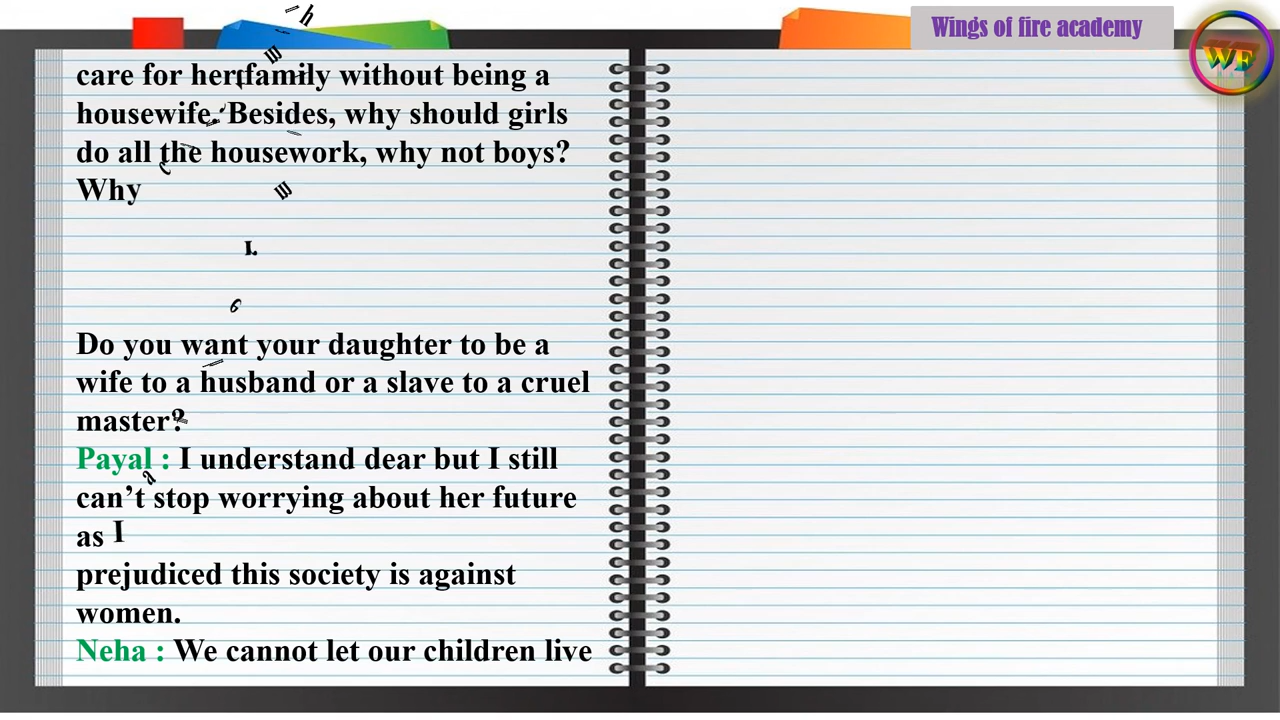 Wings of fire academy
WF
care for her family without being a
housewife. Besides, why should girls
do all the housework, why not boys?
Why
Do you want your daughter to be a
wife to a husband or a slave to a cruel
master?
Payal : I understand dear but I still
can’t stop worrying about her future
as I
prejudiced this society is against
women.
Neha : We cannot let our children live